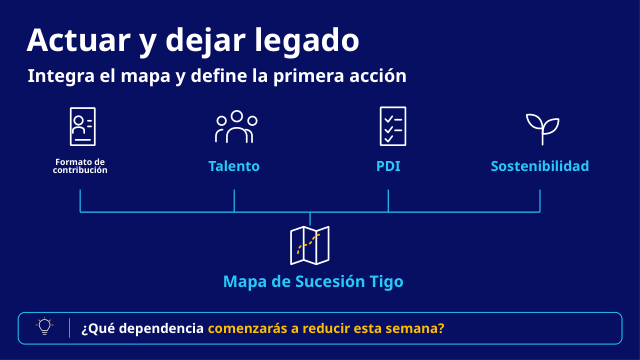 Actuar y dejar legado
Integra el mapa y define la primera acción
Formato de
contribución
Talento
PDI
Sostenibilidad
Mapa de Sucesión Tigo
¿Qué dependencia comenzarás a reducir esta semana?